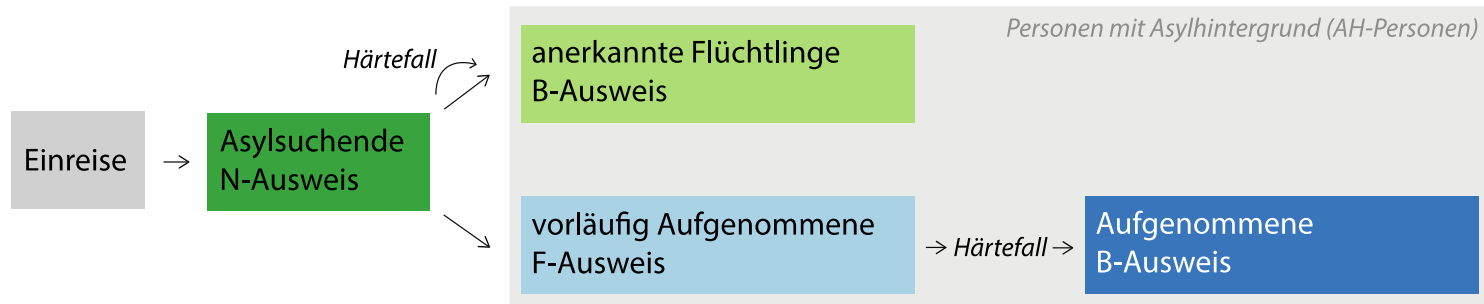 Personen mit Asylhintergrund (AH-Personen)
Härtefall
anerkannte Flüchtlinge
B-Ausweis
Einreise
Asylsuchende
N-Ausweis
vorläufig Aufgenommene
F-Ausweis
Härtefall
Aufgenommene
B-Ausweis